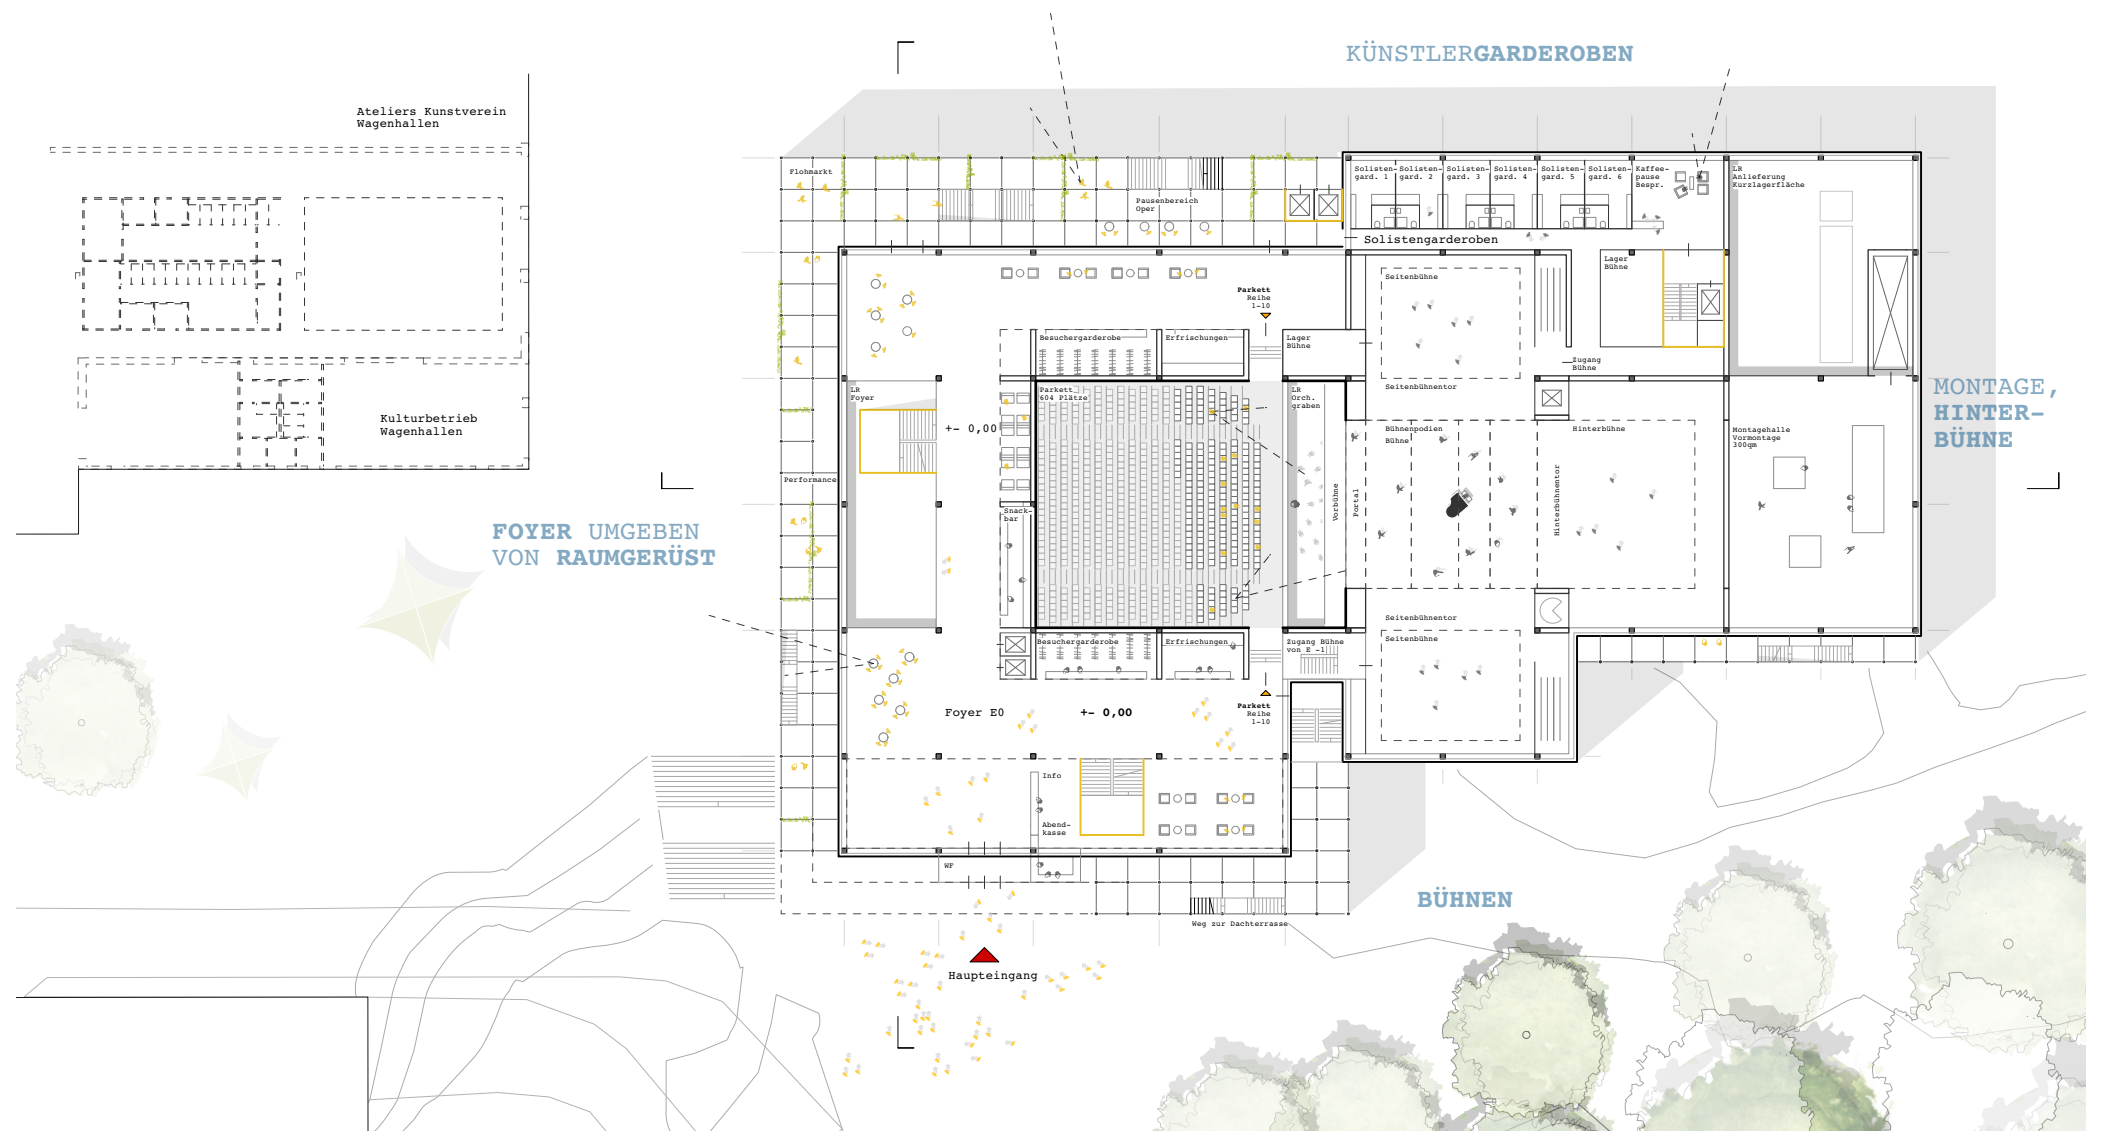 KÜNSTLERGARDEROBEN
Ateliers Kunstverein
Wagenhallen
Kulturbetrieb
Wagenhallen
FOYER UMGEBEN
VON RAUMGERÜST
Flohmarkt
Pausenbereich
Oper
Solisten-
gard. 1
Solisten-
gard. 2
Solisten-
gard. 3
Solisten-
gard. 4
Solisten-
gard. 5
Solisten-
gard. 6
Kaffee-
pause
Bespr.
LR
Anlieferung
Kurzlagerfläche
Solistengarderoben
Lager
Bühne
Seitenbühne
Parkett
Reihe
1-10
Besuchergarderobe
Erfrischungen
Lager
Bühne
Zugang
Bühne
Seitenbühnentor
MONTAGE,
HINTER-
BÜHNE
LR
Foyer
Parkett
604 Plätze
LR
Orch.
graben
+- 0,00
Bühnenpodien
Bühne
Hinterbühne
Montagehalle
Vormontage
300qm
Performance
Snack-
bar
Vorbühne
Portal
Hinterbühnentor
Seitenbühnentor
Besuchergarderobe
Erfrischungen
Zugang Bühne
von E -1
Seitenbühne
Foyer E0
+- 0,00
Parkett
Reihe
1-10
Info
Abend-
kasse
WF
BÜHNEN
Weg zur Dachterrasse
Haupteingang